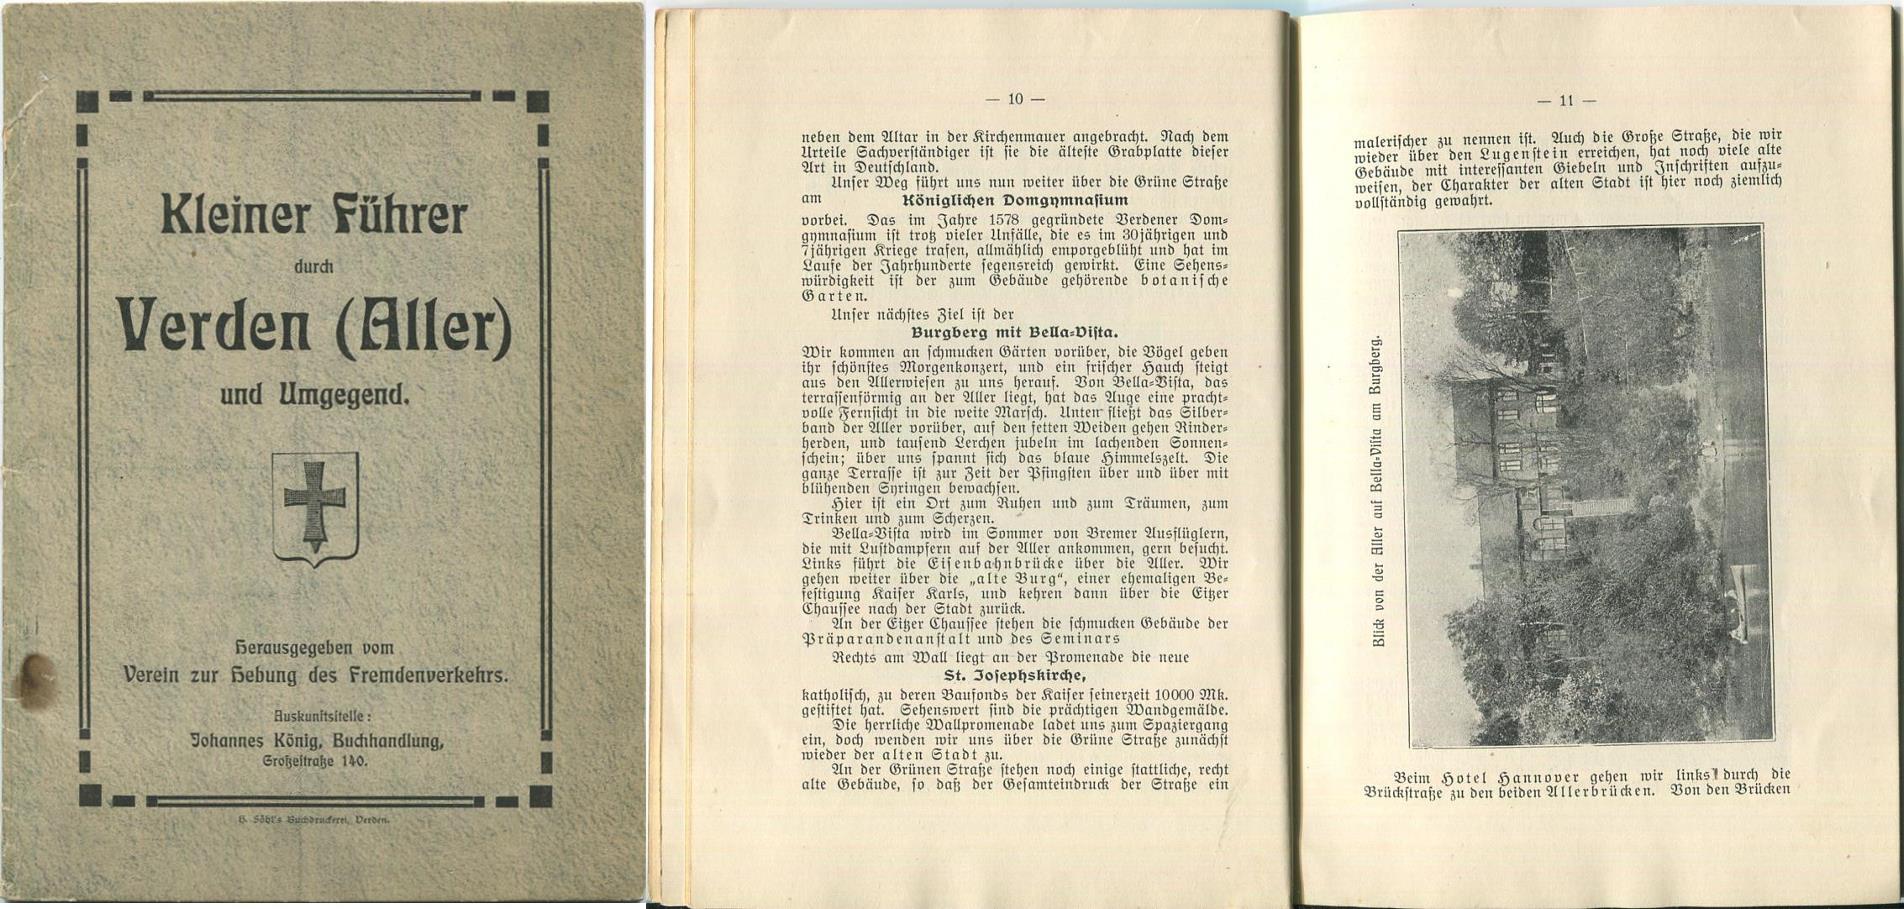 Kleiner Führer
durch
Verden (Aller)
und Umgegend.
Herausgegeben vom
Verein zur Hebung des Fremdenverkehrs.
Auskunftstelle:
Johannes König, Buchhandlung,
Großestraße 140.
H. Söhl's Buchdruckerei, Verden.
— 10 —
neben dem Altar in der Kirchenmauer angebracht. Nach dem
Urteile Sachverständiger ist sie die älteste Grabplatte dieser
Art in Deutschland.
Unser Weg führt uns nun weiter über die Grüne Straße
am Königlichen Domgymnasium
vorbei. Das im Jahre 1578 gegründete Verdener Dom-
gymnasium ist trotz vieler Unfälle, die es im 30jährigen und
7jährigen Kriege trafen, allmählich emporgeblüht und hat im
Laufe der Jahrhunderte segensreich gewirkt. Eine Sehens-
würdigkeit ist der zum Gebäude gehörende botanische
Garten.
Unser nächstes Ziel ist der
Burgberg mit Bella-Vista.
Wir kommen an schmucken Gärten vorüber, die Vögel geben
ihr schönstes Morgenkonzert, und ein frischer Hauch steigt
aus den Allerwiesen zu uns herauf. Von Bella-Vista, das
terrassenförmig an der Aller liegt, hat das Auge eine pracht-
volle Fernsicht in die weite Marsch. Unten fließt das Silber-
band der Aller vorüber, auf den fetten Weiden gehen Rinder-
herden, und tausend Lerchen jubeln im lachenden Sonnen-
schein; über uns spannt sich das blaue Himmelszelt. Die
ganze Terrasse ist zur Zeit der Pfingsten über und über mit
blühenden Syringen bewachsen.
Hier ist ein Ort zum Ruhen und zum Träumen, zum
Trinken und zum Scherzen.
Bella-Vista wird im Sommer von Bremer Ausflüglern,
die mit Lustdampfern auf der Aller ankommen, gern besucht.
Links führt die Eisenbahnbrücke über die Aller. Wir
gehen weiter über die „alte Burg“, einer ehemaligen Be-
festigung Kaiser Karls, und kehren dann über die Eitzer
Chaussee nach der Stadt zurück.
An der Eitzer Chaussee stehen die schmucken Gebäude der
Präparandenanstalt und des Seminars
Rechts am Wall liegt an der Promenade die neue
St. Josephskirche,
katholisch, zu deren Baufonds der Kaiser seinerzeit 10000 Mk.
gestiftet hat. Sehenswert sind die prächtigen Wandgemälde.
Die herrliche Wallpromenade ladet uns zum Spaziergang
ein, doch wenden wir uns über die Grüne Straße zunächst
wieder der alten Stadt zu.
An der Grünen Straße stehen noch einige stattliche, recht
alte Gebäude, so daß der Gesamteindruck der Straße ein
— 11 —
malerischer zu nennen ist. Auch die Große Straße, die wir
wieder über den Lugenstein erreichen, hat noch viele alte
Gebäude mit interessanten Giebeln und Inschriften aufzu-
weisen, der Charakter der alten Stadt ist hier noch ziemlich
vollständig gewahrt.
Blick von der Aller auf Bella-Vista am Burgberg.
Beim Hotel Hannover gehen wir links durch die
Brückstraße zu den beiden Allerbrücken. Von den Brücken